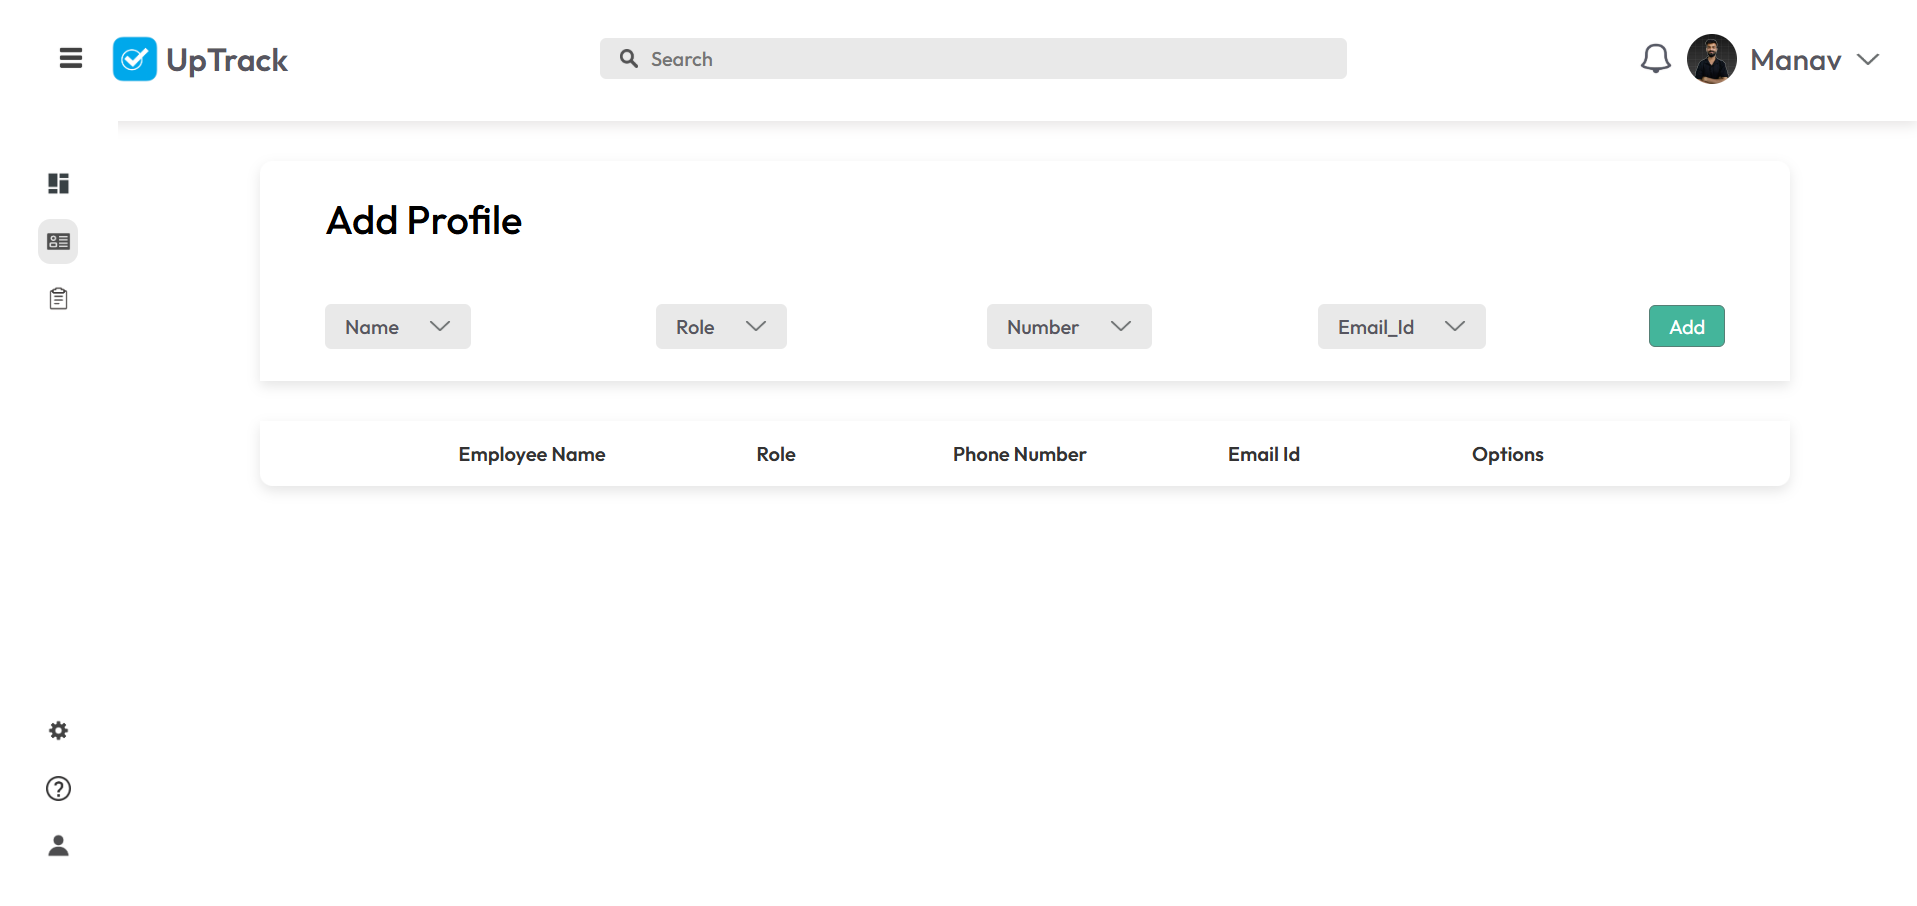 UpTrack
Search
Manav
Add Profile
Name
Role
Number
Email_Id
Add
Employee Name
Role
Phone Number
Email Id
Options